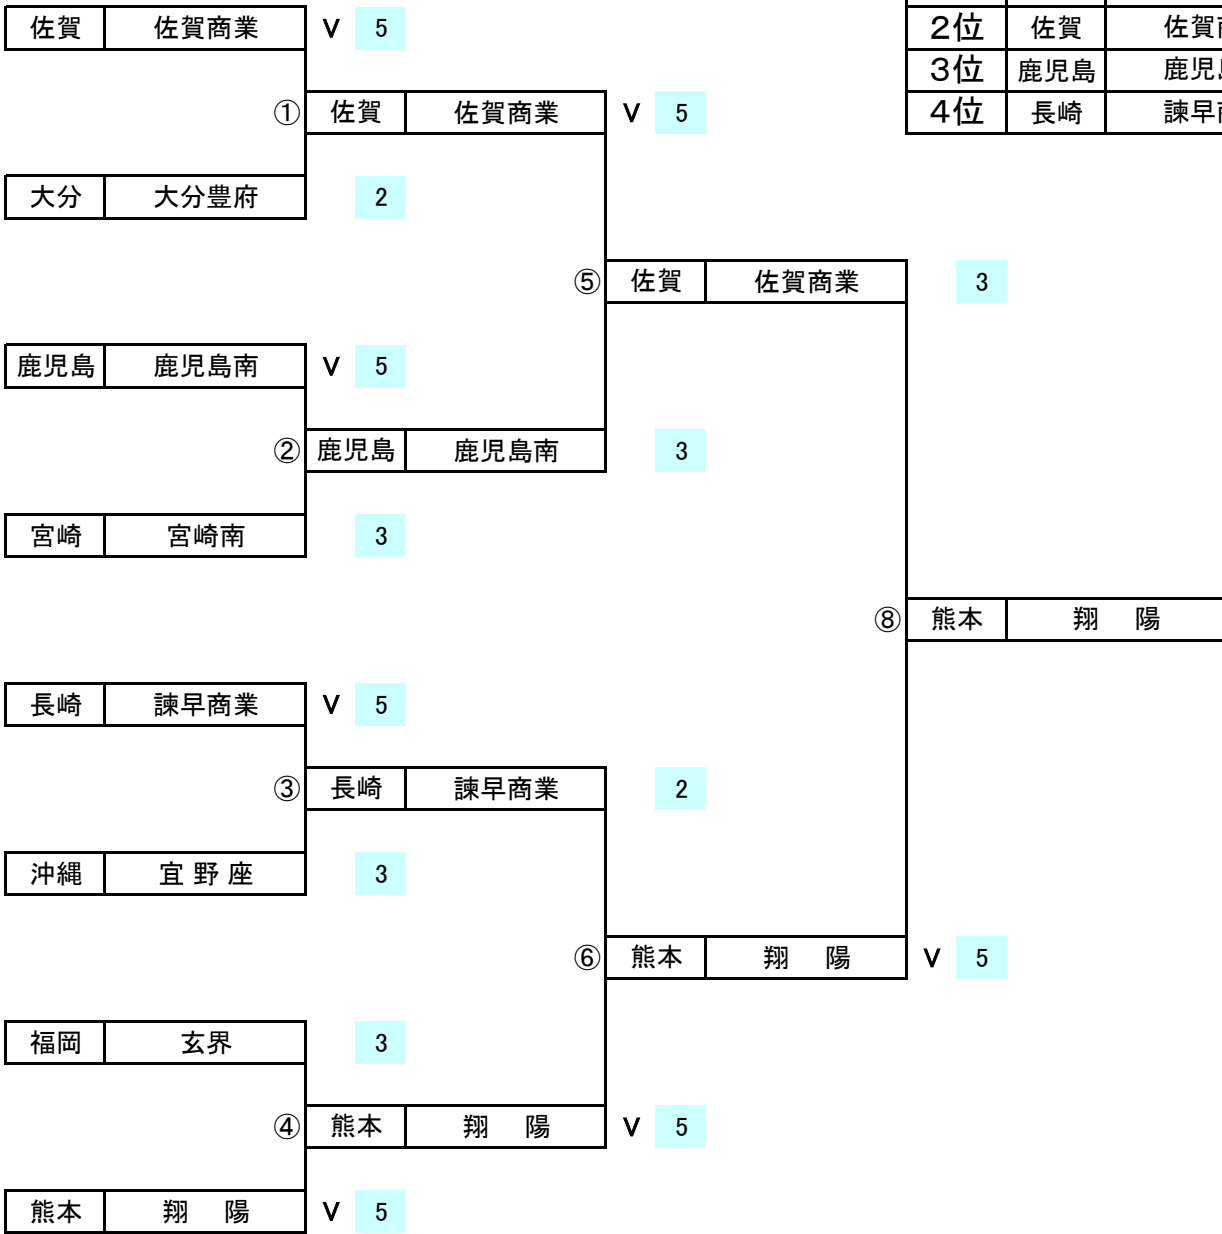 佐賀 佐賀商業 V 5
2位 佐賀 佐賀
3位 鹿児島 鹿児
① 佐賀 佐賀商業 V 5
4位 長崎 諫早
大分 大分豊府 2
⑤ 佐賀 佐賀商業 3
鹿児島 鹿児島南 V 5
② 鹿児島 鹿児島南 3
宮崎 宮崎南 3
⑧ 熊本 翔 陽
長崎 諫早商業 V 5
③ 長崎 諫早商業 2
沖縄 宜野座 3
⑥ 熊本 翔 陽 V 5
福岡 玄界 3
④ 熊本 翔 陽 V 5
熊本 翔 陽 V 5